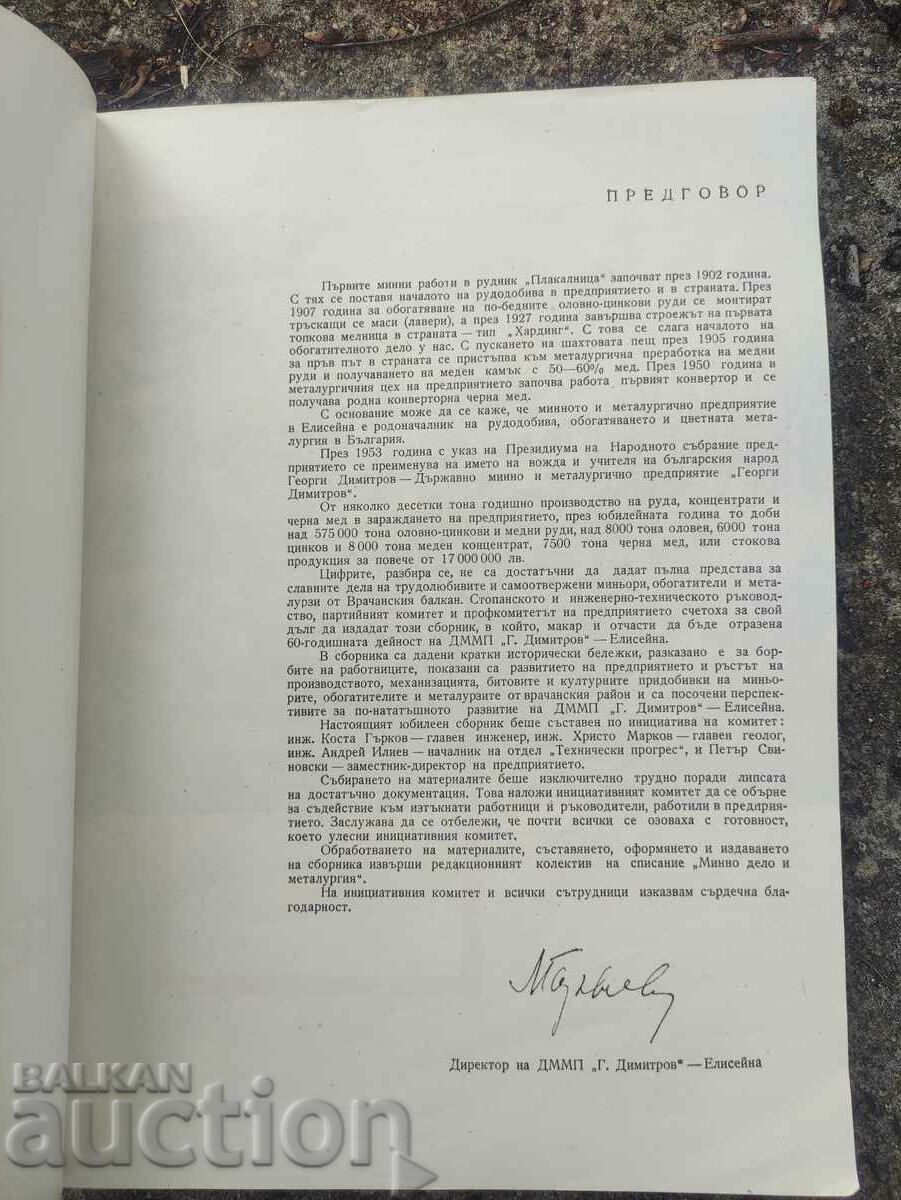 ПРЕДГОВОР
Първите минни работи в рудник „Плакалница“ започват през 1902 година.
С тях се поставя началото на рудодобива в предприятието и в страната. През
1907 година за обогатяване на по-бедните оловно-цинкови руди се монтират
тръскащи се маси (лавери), а през 1927 година завършва строежът на първата
топкова мелница в страната — тип „Хардинг“. С това се слага началото на
обогатителното дело у нас. С пускането на шахтовата пещ през 1905 година
за пръв път в страната се пристъпва към металургична преработка на медни
руди и получаването на меден камък с 50—60% мед. През 1950 година в
металургичния цех на предприятието започва работа първият конвертор и се
получава родна конверторна черна мед.
С основание може да се каже, че минното и металургично предприятие
в Елисейна е родоначалник на рудодобива, обогатяването и цветната мета-
лургия в България.
През 1953 година с указ на Президиума на Народното събрание пред-
приятието се преименува на името на вожда и учителя на българския народ
Георги Димитров — Държавно минно и металургично предприятие „Георги
Димитров“.
От няколко десетки тона годишно производство на руда, концентрати и
черна мед в зараждането на предприятието, през юбилейната година то доби
над 575 000 тона оловно-цинкови и медни руди, над 8000 тона оловен, 6000 тона
цинков и 8 000 тона меден концентрат, 7500 тона черна мед, или стокова
продукция за повече от 17 000 000 лв.
Цифрите, разбира се, не са достатъчни да дадат пълна представа за
славните дела на трудолюбивите и самоотвержени миньори, обогатители и мета-
лурзи от Врачанския балкан. Стопанското и инженерно-техническото ръковод-
ство, партийният комитет и профкомитетът на предприятието счетоха за свой
дълг да издадат този сборник, в който, макар и отчасти да бъде отразена
60-годишната дейност на ДММП „Г. Димитров“ — Елисейна.
В сборника са дадени кратки исторически бележки, разказано е за бор-
бите на работниците, показани са развитието на предприятието и ръстът на
производството, механизацията, битовите и културните придобивки на миньо-
рите, обогатителите и металурзите от врачанския район и са посочени перспек-
тивите за по-нататъшното развитие на ДММП „Г. Димитров“ — Елисейна.
Настоящият юбилеен сборник беше съставен по инициатива на комитет:
инж. Коста Гърков — главен инженер, инж. Христо Марков — главен геолог,
инж. Андрей Илиев — началник на отдел „Технически прогрес“, и Петър Сви-
новски — заместник-директор на предприятието.
Събирането на материалите беше изключително трудно поради липсата
на достатъчно документация. Това наложи инициативният комитет да се обърне
за съдействие към изтъкнати работници и ръководители, работили в предприя-
тието. Заслужава да се отбележи, че почти всички се озоваха с готовност,
което улесни инициативния комитет.
Обработването на материалите, съставянето, оформянето и издаването
на сборника извърши редакционният колектив на списание „Минно дело и
металургия“.
На инициативния комитет и всички сътрудници изказвам сърдечна бла-
годарност.
Директор на ДММП „Г. Димитров“ — Елисейна
BALKAN
auction